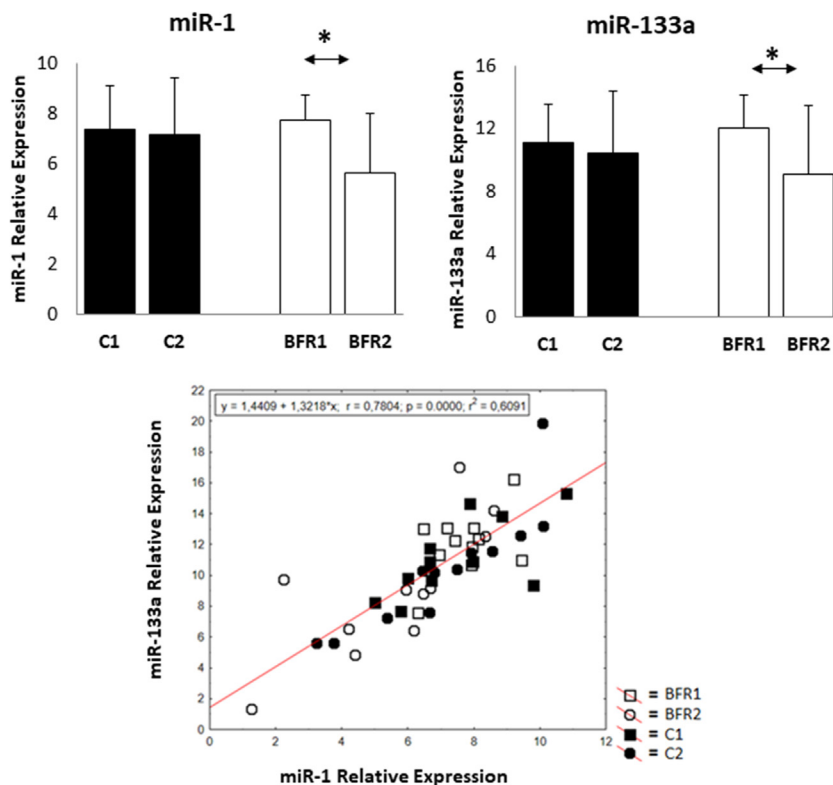 miR-1
miR-1 Relative Expression
10
8
6
4
2
0
*
C1 C2 BFR1 BFR2
miR-133a
miR-133a Relative Expression
16
12
8
4
0
*
C1 C2 BFR1 BFR2
y = 1,4409 + 1,3218*x; r = 0,7804; p = 0.0000; r² = 0,6091
miR-133a Relative Expression
22
20
18
16
14
12
10
8
6
4
2
0
0 2 4 6 8 10 12
miR-1 Relative Expression
= BFR1
= BFR2
= C1
= C2